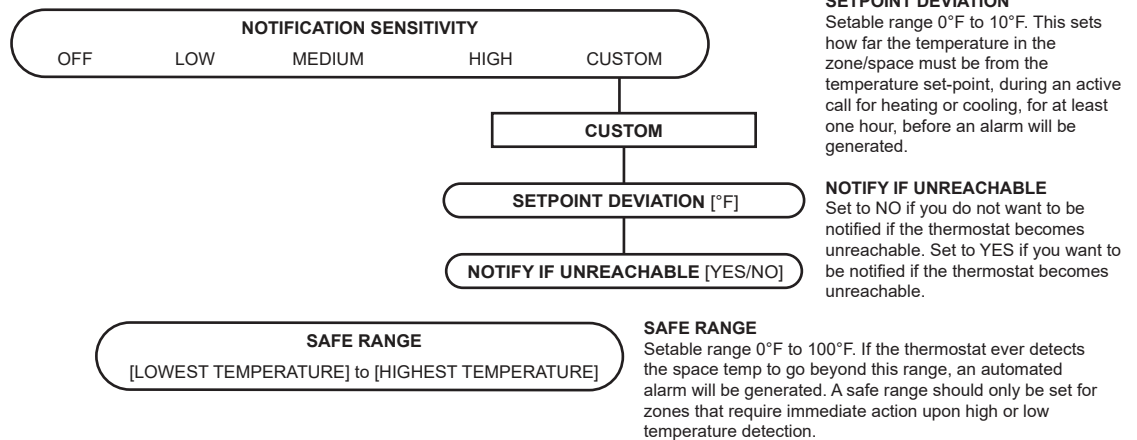 NOTIFICATION SENSITIVITY
OFF LOW MEDIUM HIGH CUSTOM
CUSTOM
SETPOINT DEVIATION [°F]
NOTIFY IF UNREACHABLE [YES/NO]
SETPOINT DEVIATION
Setable range 0°F to 10°F. This sets
how far the temperature in the
zone/space must be from the
temperature set-point, during an active
call for heating or cooling, for at least
one hour, before an alarm will be
generated.
NOTIFY IF UNREACHABLE
Set to NO if you do not want to be
notified if the thermostat becomes
unreachable. Set to YES if you want to
be notified if the thermostat becomes
unreachable.
SAFE RANGE
[LOWEST TEMPERATURE] to [HIGHEST TEMPERATURE]
SAFE RANGE
Setable range 0°F to 100°F. If the thermostat ever detects
the space temp to go beyond this range, an automated
alarm will be generated. A safe range should only be set for
zones that require immediate action upon high or low
temperature detection.